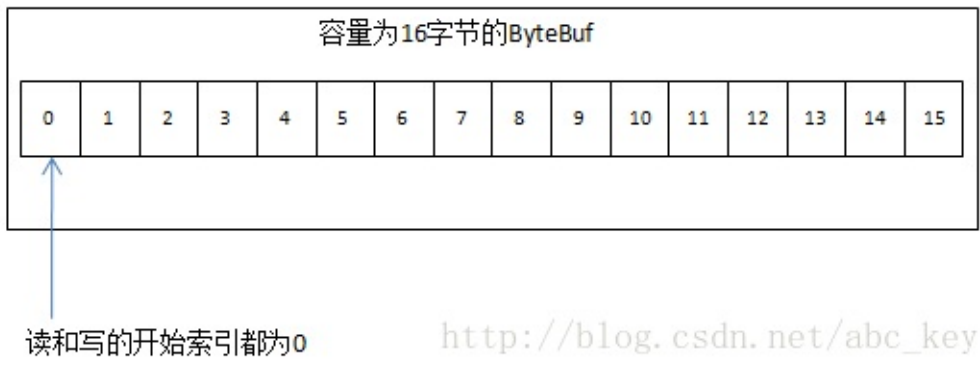 容量为16字节的ByteBuf
0 1 2 3 4 5 6 7 8 9 10 11 12 13 14 15
读和写的开始索引都为0
http://blog.csdn.net/abc_key